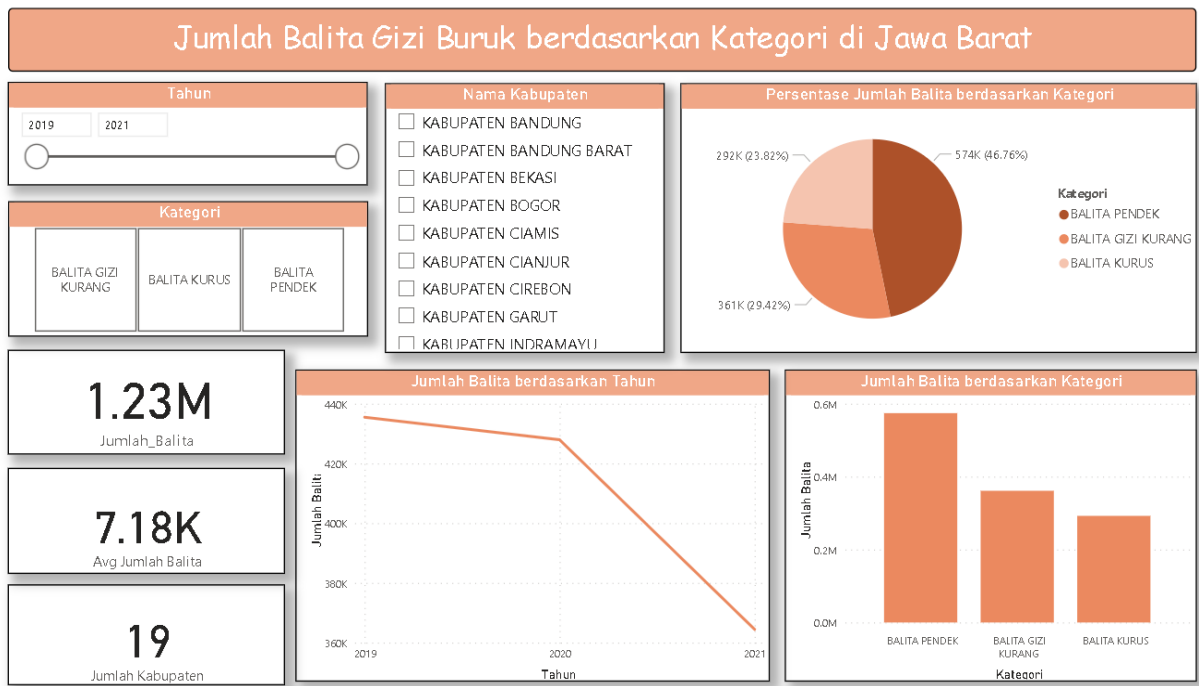 Jumlah Balita Gizi Buruk berdasarkan Kategori di Jawa Barat
Tahun
2019
2021
Kategori
BALITA GIZI
KURANG
BALITA KURUS
BALITA
PENDEK
Nama Kabupaten
KABUPATEN BANDUNG
KABUPATEN BANDUNG BARAT
KABUPATEN BEKASI
KABUPATEN BOGOR
KABUPATEN CIAMIS
KABUPATEN CIANJUR
KABUPATEN CIREBON
KABUPATEN GARUT
KABUPATEN INDRAMAYU
Persentase Jumlah Balita berdasarkan Kategori
292K (23.82%)
574K (46.76%)
361K (29.42%)
Kategori
BALITA PENDEK
BALITA GIZI KURANG
BALITA KURUS
1.23M
Jumlah_Balita
7.18K
Avg Jumlah Balita
19
Jumlah Kabupaten
Jumlah Balita berdasarkan Tahun
Jumlah Baliti
440K
420K
400K
380K
360K
2019
2020
2021
Tahun
Jumlah Balita berdasarkan Kategori
Jumlah Balita
0.6M
0.4M
0.2M
0.0M
BALITA PENDEK
BALITA GIZI
KURANG
BALITA KURUS
Kategori